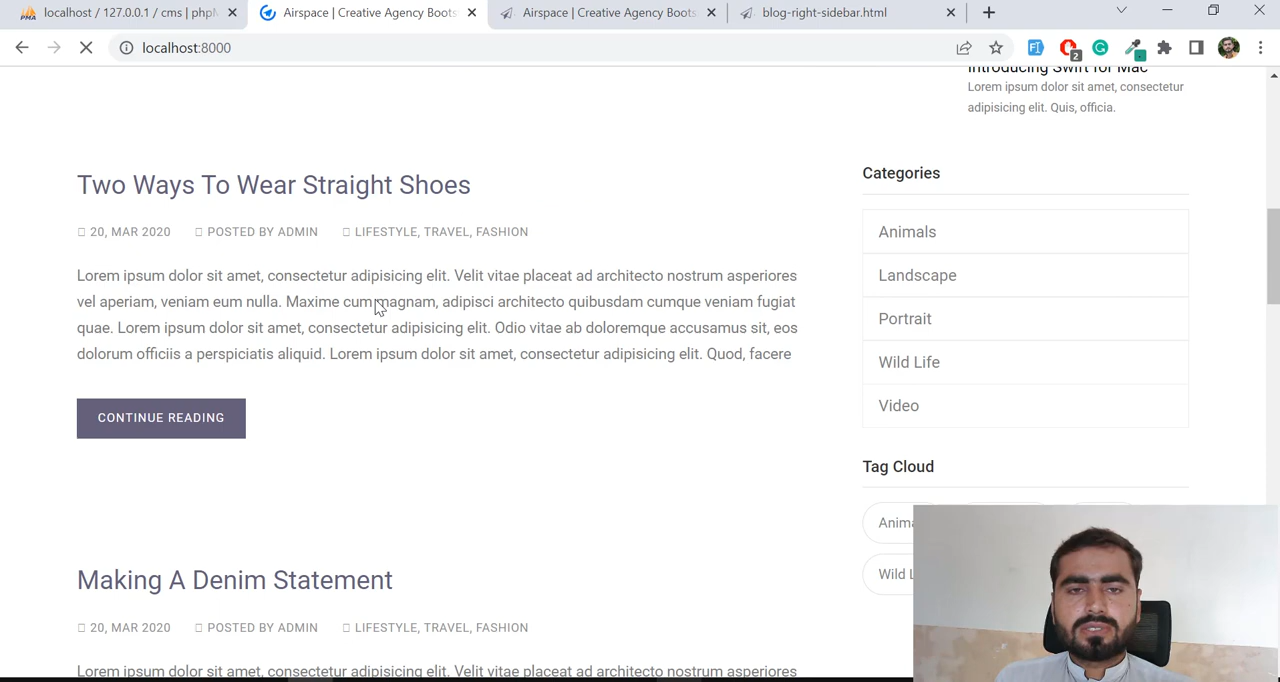 localhost / 127.0.0.1 / cms | phpM
Airspace | Creative Agency Boots
Airspace | Creative Agency Boots
blog-right-sidebar.html
localhost:8000
2
Introducing Swift for Mac
Lorem ipsum dolor sit amet, consectetur
adipisicing elit. Quis, officia.
Two Ways To Wear Straight Shoes
20, MAR 2020 POSTED BY ADMIN LIFESTYLE, TRAVEL, FASHION
Lorem ipsum dolor sit amet, consectetur adipisicing elit. Velit vitae placeat ad architecto nostrum asperiores
vel aperiam, veniam eum nulla. Maxime cum magnam, adipisci architecto quibusdam cumque veniam fugiat
quae. Lorem ipsum dolor sit amet, consectetur adipisicing elit. Odio vitae ab doloremque accusamus sit, eos
dolorum officiis a perspiciatis aliquid. Lorem ipsum dolor sit amet, consectetur adipisicing elit. Quod, facere
CONTINUE READING
Categories
Animals
Landscape
Portrait
Wild Life
Video
Tag Cloud
Anima
Wild L
Making A Denim Statement
20, MAR 2020 POSTED BY ADMIN LIFESTYLE, TRAVEL, FASHION
Lorem ipsum dolor sit amet, consectetur adipisicing elit. Velit vitae placeat ad architecto nostrum asperiores